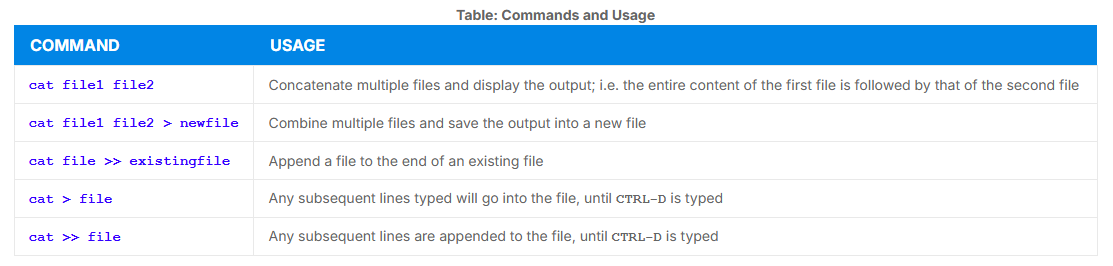 Table: Commands and Usage
COMMAND USAGE
cat file1 file2 Concatenate multiple files and display the output; i.e. the entire content of the first file is followed by that of the second file
cat file1 file2 > newfile Combine multiple files and save the output into a new file
cat file >> existingfile Append a file to the end of an existing file
cat > file Any subsequent lines typed will go into the file, until CTRL-D is typed
cat >> file Any subsequent lines are appended to the file, until CTRL-D is typed